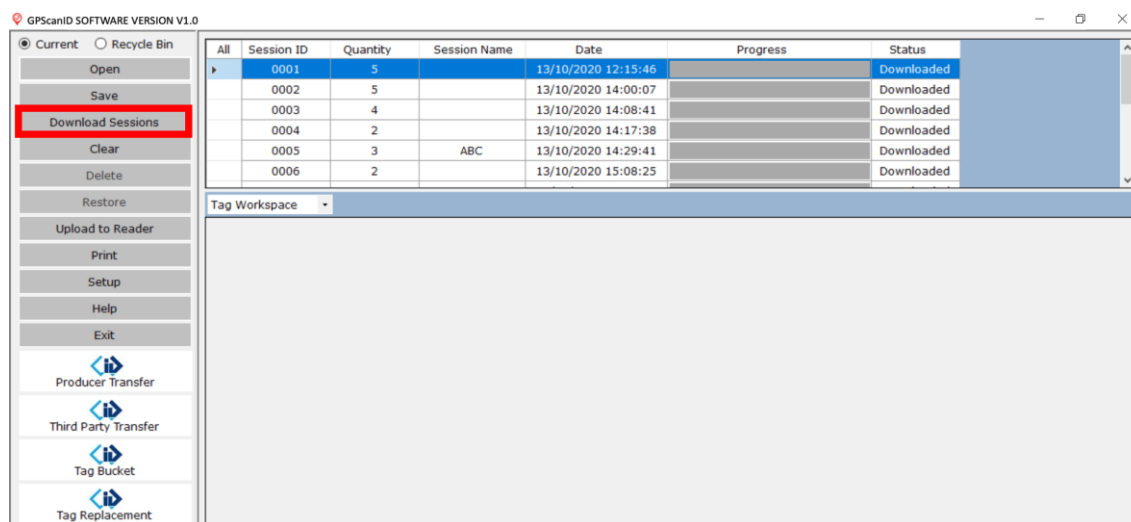 GPScanID SOFTWARE VERSION V1.0
Current Recycle Bin
Open
Save
Download Sessions
Clear
Delete
Restore
Upload to Reader
Print
Setup
Help
Exit
Producer Transfer
Third Party Transfer
Tag Bucket
Tag Replacement
All Session ID Quantity Session Name Date Progress Status
0001 5 13/10/2020 12:15:46 Downloaded
0002 5 13/10/2020 14:00:07 Downloaded
0003 4 13/10/2020 14:08:41 Downloaded
0004 2 13/10/2020 14:17:38 Downloaded
0005 3 ABC 13/10/2020 14:29:41 Downloaded
0006 2 13/10/2020 15:08:25 Downloaded
Tag Workspace